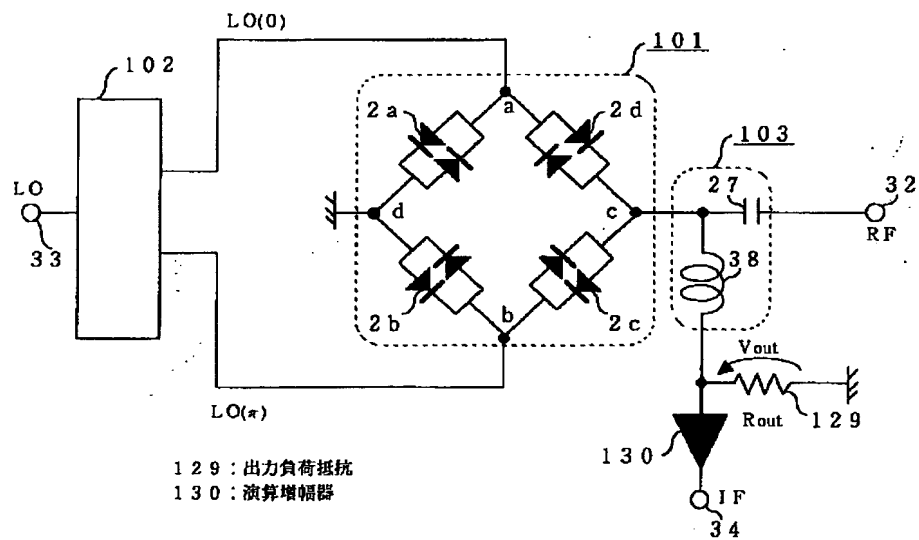 LO(0)
101
102
a
2a
2d
103
27
32
LO
d
c
RF
33
38
2b
b
2c
Vout
LO(π)
Rout
129
130
129：出力負荷抵抗
130：演算増幅器
IF
34